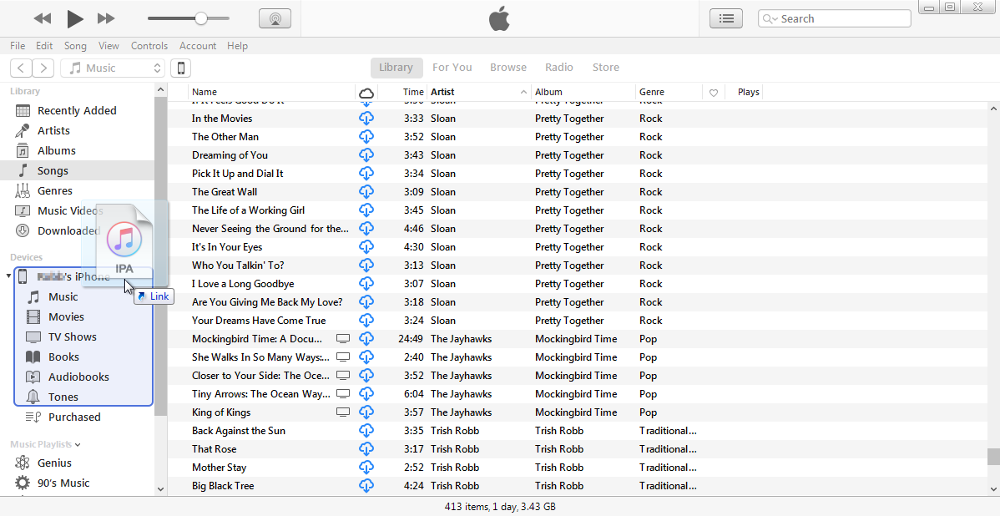 Search
File Edit Song View Controls Account Help
Music Library For You Browse Radio Store
Library
Recently Added
Artists
Albums
Songs
Genres
Music Videos
Downloaded
IPA
Devices
's iPhone
Link
Music
Movies
TV Shows
Books
Audiobooks
Tones
Purchased
Music Playlists
Genius
90's Music
Name Time Artist Album Genre Plays
If It Feels Good Do It 3:30 Sloan Pretty Together Rock
In the Movies 3:33 Sloan Pretty Together Rock
The Other Man 3:52 Sloan Pretty Together Rock
Dreaming of You 3:43 Sloan Pretty Together Rock
Pick It Up and Dial It 3:34 Sloan Pretty Together Rock
The Great Wall 3:09 Sloan Pretty Together Rock
The Life of a Working Girl 3:45 Sloan Pretty Together Rock
Never Seeing the Ground for the... 4:46 Sloan Pretty Together Rock
It's In Your Eyes 4:30 Sloan Pretty Together Rock
Who You Talkin' To? 3:13 Sloan Pretty Together Rock
I Love a Long Goodbye 3:07 Sloan Pretty Together Rock
Are You Giving Me Back My Love? 3:18 Sloan Pretty Together Rock
Your Dreams Have Come True 3:24 Sloan Pretty Together Rock
Mockingbird Time: A Docu... 24:49 The Jayhawks Mockingbird Time Pop
She Walks In So Many Ways:... 2:40 The Jayhawks Mockingbird Time Pop
Closer to Your Side: The Oce... 3:52 The Jayhawks Mockingbird Time Pop
Tiny Arrows: The Ocean Way... 6:04 The Jayhawks Mockingbird Time Pop
King of Kings 3:57 The Jayhawks Mockingbird Time Pop
Back Against the Sun 3:35 Trish Robb Trish Robb Traditional...
That Rose 3:17 Trish Robb Trish Robb Traditional...
Mother Stay 2:52 Trish Robb Trish Robb Traditional...
Big Black Tree 4:24 Trish Robb Trish Robb Traditional...
413 items, 1 day, 3.43 GB